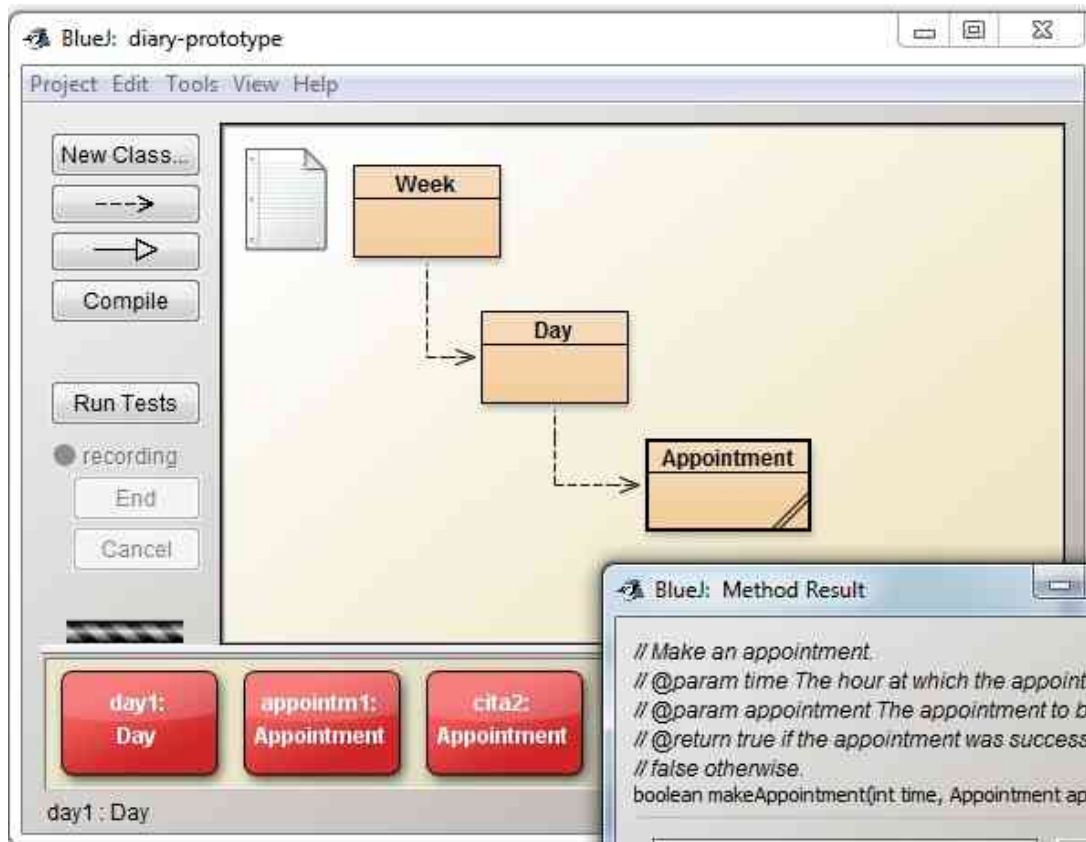 BlueJ: diary-prototype
Project Edit Tools View Help
New Class...
Compile
Run Tests
recording
End
Cancel
Week
Day
Appointment
BlueJ: Method Result
// Make an appointment.
// @param time The hour at which the appoint
// @param appointment The appointment to b
// @return true if the appointment was success
// false otherwise.
boolean makeAppointment(int time, Appointment ap
day1:
Day
appointm1:
Appointment
cita2:
Appointment
day1 : Day